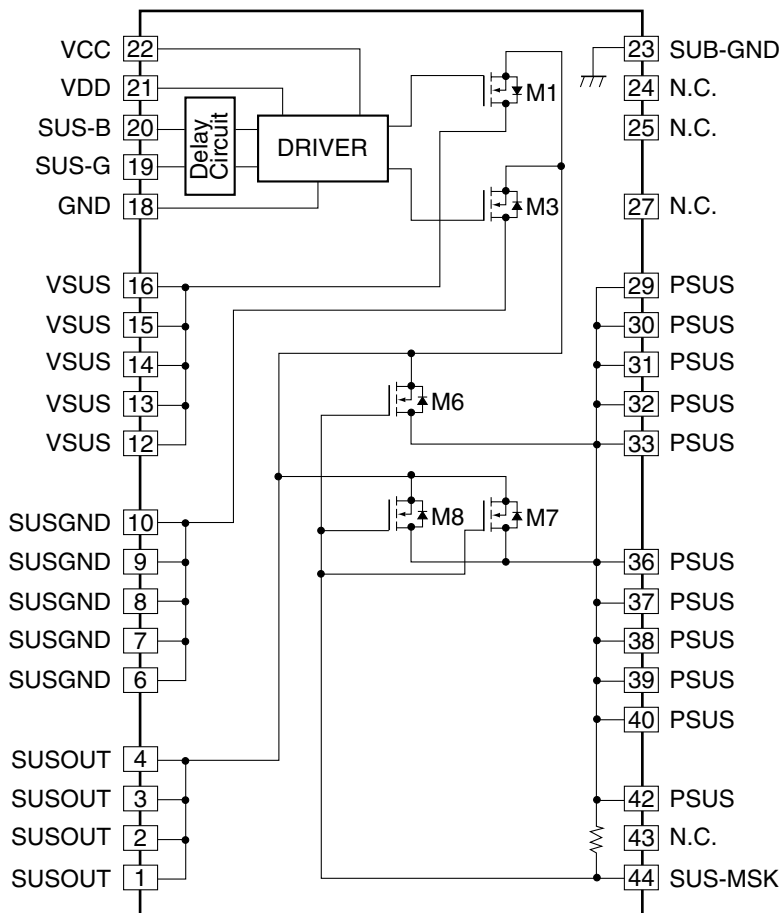 VCC 22
VDD 21
SUS-B 20
SUS-G 19
GND 18
VSUS 16
VSUS 15
VSUS 14
VSUS 13
VSUS 12
SUSGND 10
SUSGND 9
SUSGND 8
SUSGND 7
SUSGND 6
SUSOUT 4
SUSOUT 3
SUSOUT 2
SUSOUT 1
Delay
Circuit
DRIVER
M1
M3
M6
M8
M7
23 SUB-GND
24 N.C.
25 N.C.
27 N.C.
29 PSUS
30 PSUS
31 PSUS
32 PSUS
33 PSUS
36 PSUS
37 PSUS
38 PSUS
39 PSUS
40 PSUS
42 PSUS
43 N.C.
44 SUS-MSK